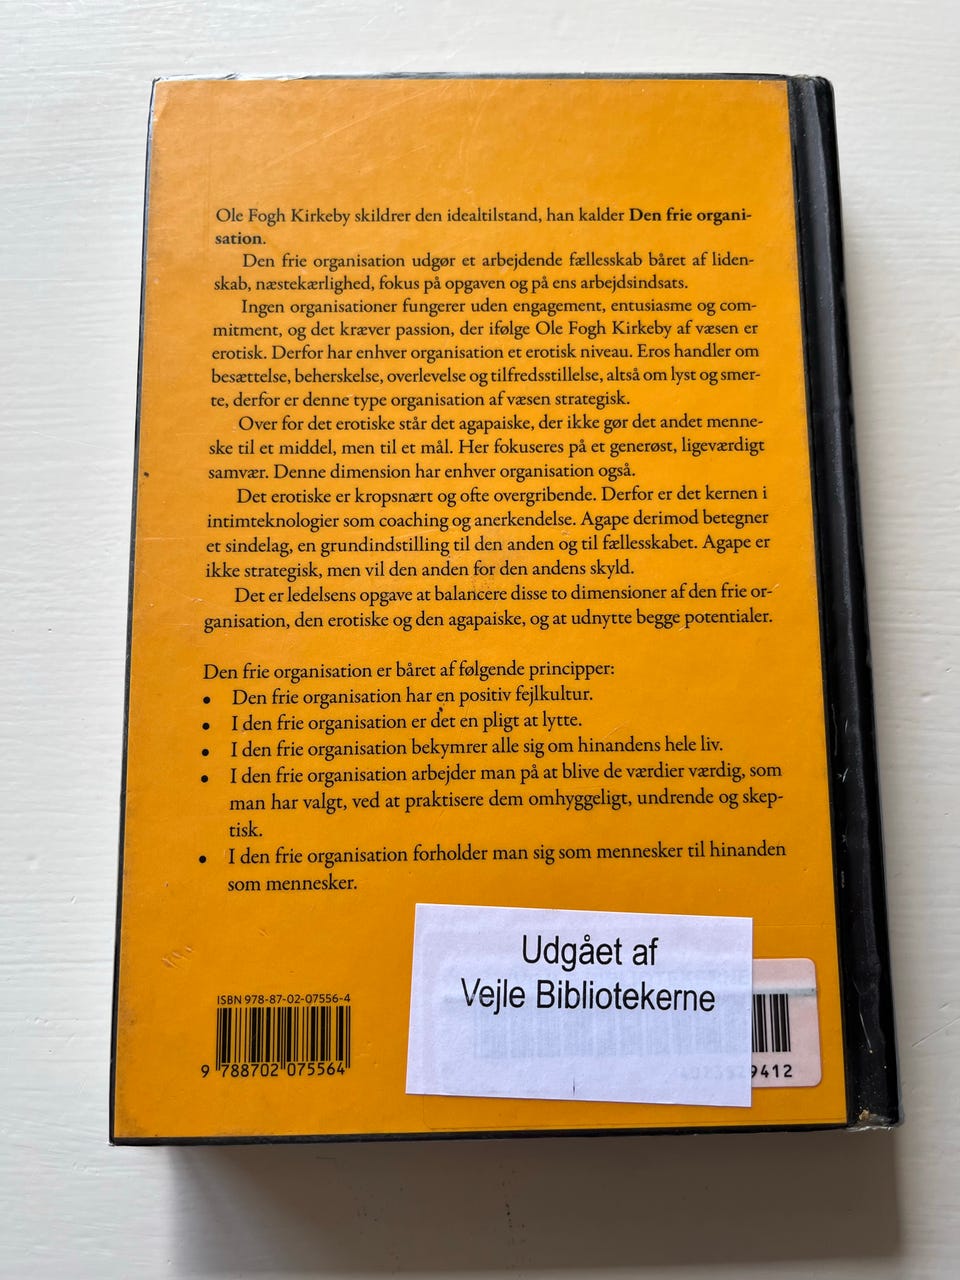 Ole Fogh Kirkeby skildrer den idealtilstand, han kalder Den frie organi-
sation.
Den frie organisation udgør et arbejdende fællesskab båret af liden-
skab, næstekærlighed, fokus på opgaven og på ens arbejdsindsats.
Ingen organisationer fungerer uden engagement, entusiasme og com-
mitment, og det kræver passion, der ifølge Ole Fogh Kirkeby af væsen er
erotisk. Derfor har enhver organisation et erotisk niveau. Eros handler om
besættelse, beherskelse, overlevelse og tilfredsstillelse, altså om lyst og smer-
te, derfor er denne type organisation af væsen strategisk.
Over for det erotiske står det agapaiske, der ikke gør det andet menne-
ske til et middel, men til et mål. Her fokuseres på et generøst, ligeværdigt
samvær. Denne dimension har enhver organisation også.
Det erotiske er kropsnært og ofte overgribende. Derfor er det kernen i
intimteknologier som coaching og anerkendelse. Agape derimod betegner
et sindelag, en grundindstilling til den anden og til fællesskabet. Agape er
ikke strategisk, men vil den anden for den andens skyld.
Det er ledelsens opgave at balancere disse to dimensioner af den frie or-
ganisation, den erotiske og den agapaiske, og at udnytte begge potentialer.
Den frie organisation er båret af følgende principper:
• Den frie organisation har en positiv fejlkultur.
• I den frie organisation er det en pligt at lytte.
• I den frie organisation bekymrer alle sig om hinandens hele liv.
• I den frie organisation arbejder man på at blive de værdier værdig, som
man har valgt, ved at praktisere dem omhyggeligt, undrende og skep-
tisk.
• I den frie organisation forholder man sig som mennesker til hinanden
som mennesker.
Udgået af
Vejle Bibliotekerne
ISBN 978-87-02-07556-4
9 788702 075564
9412